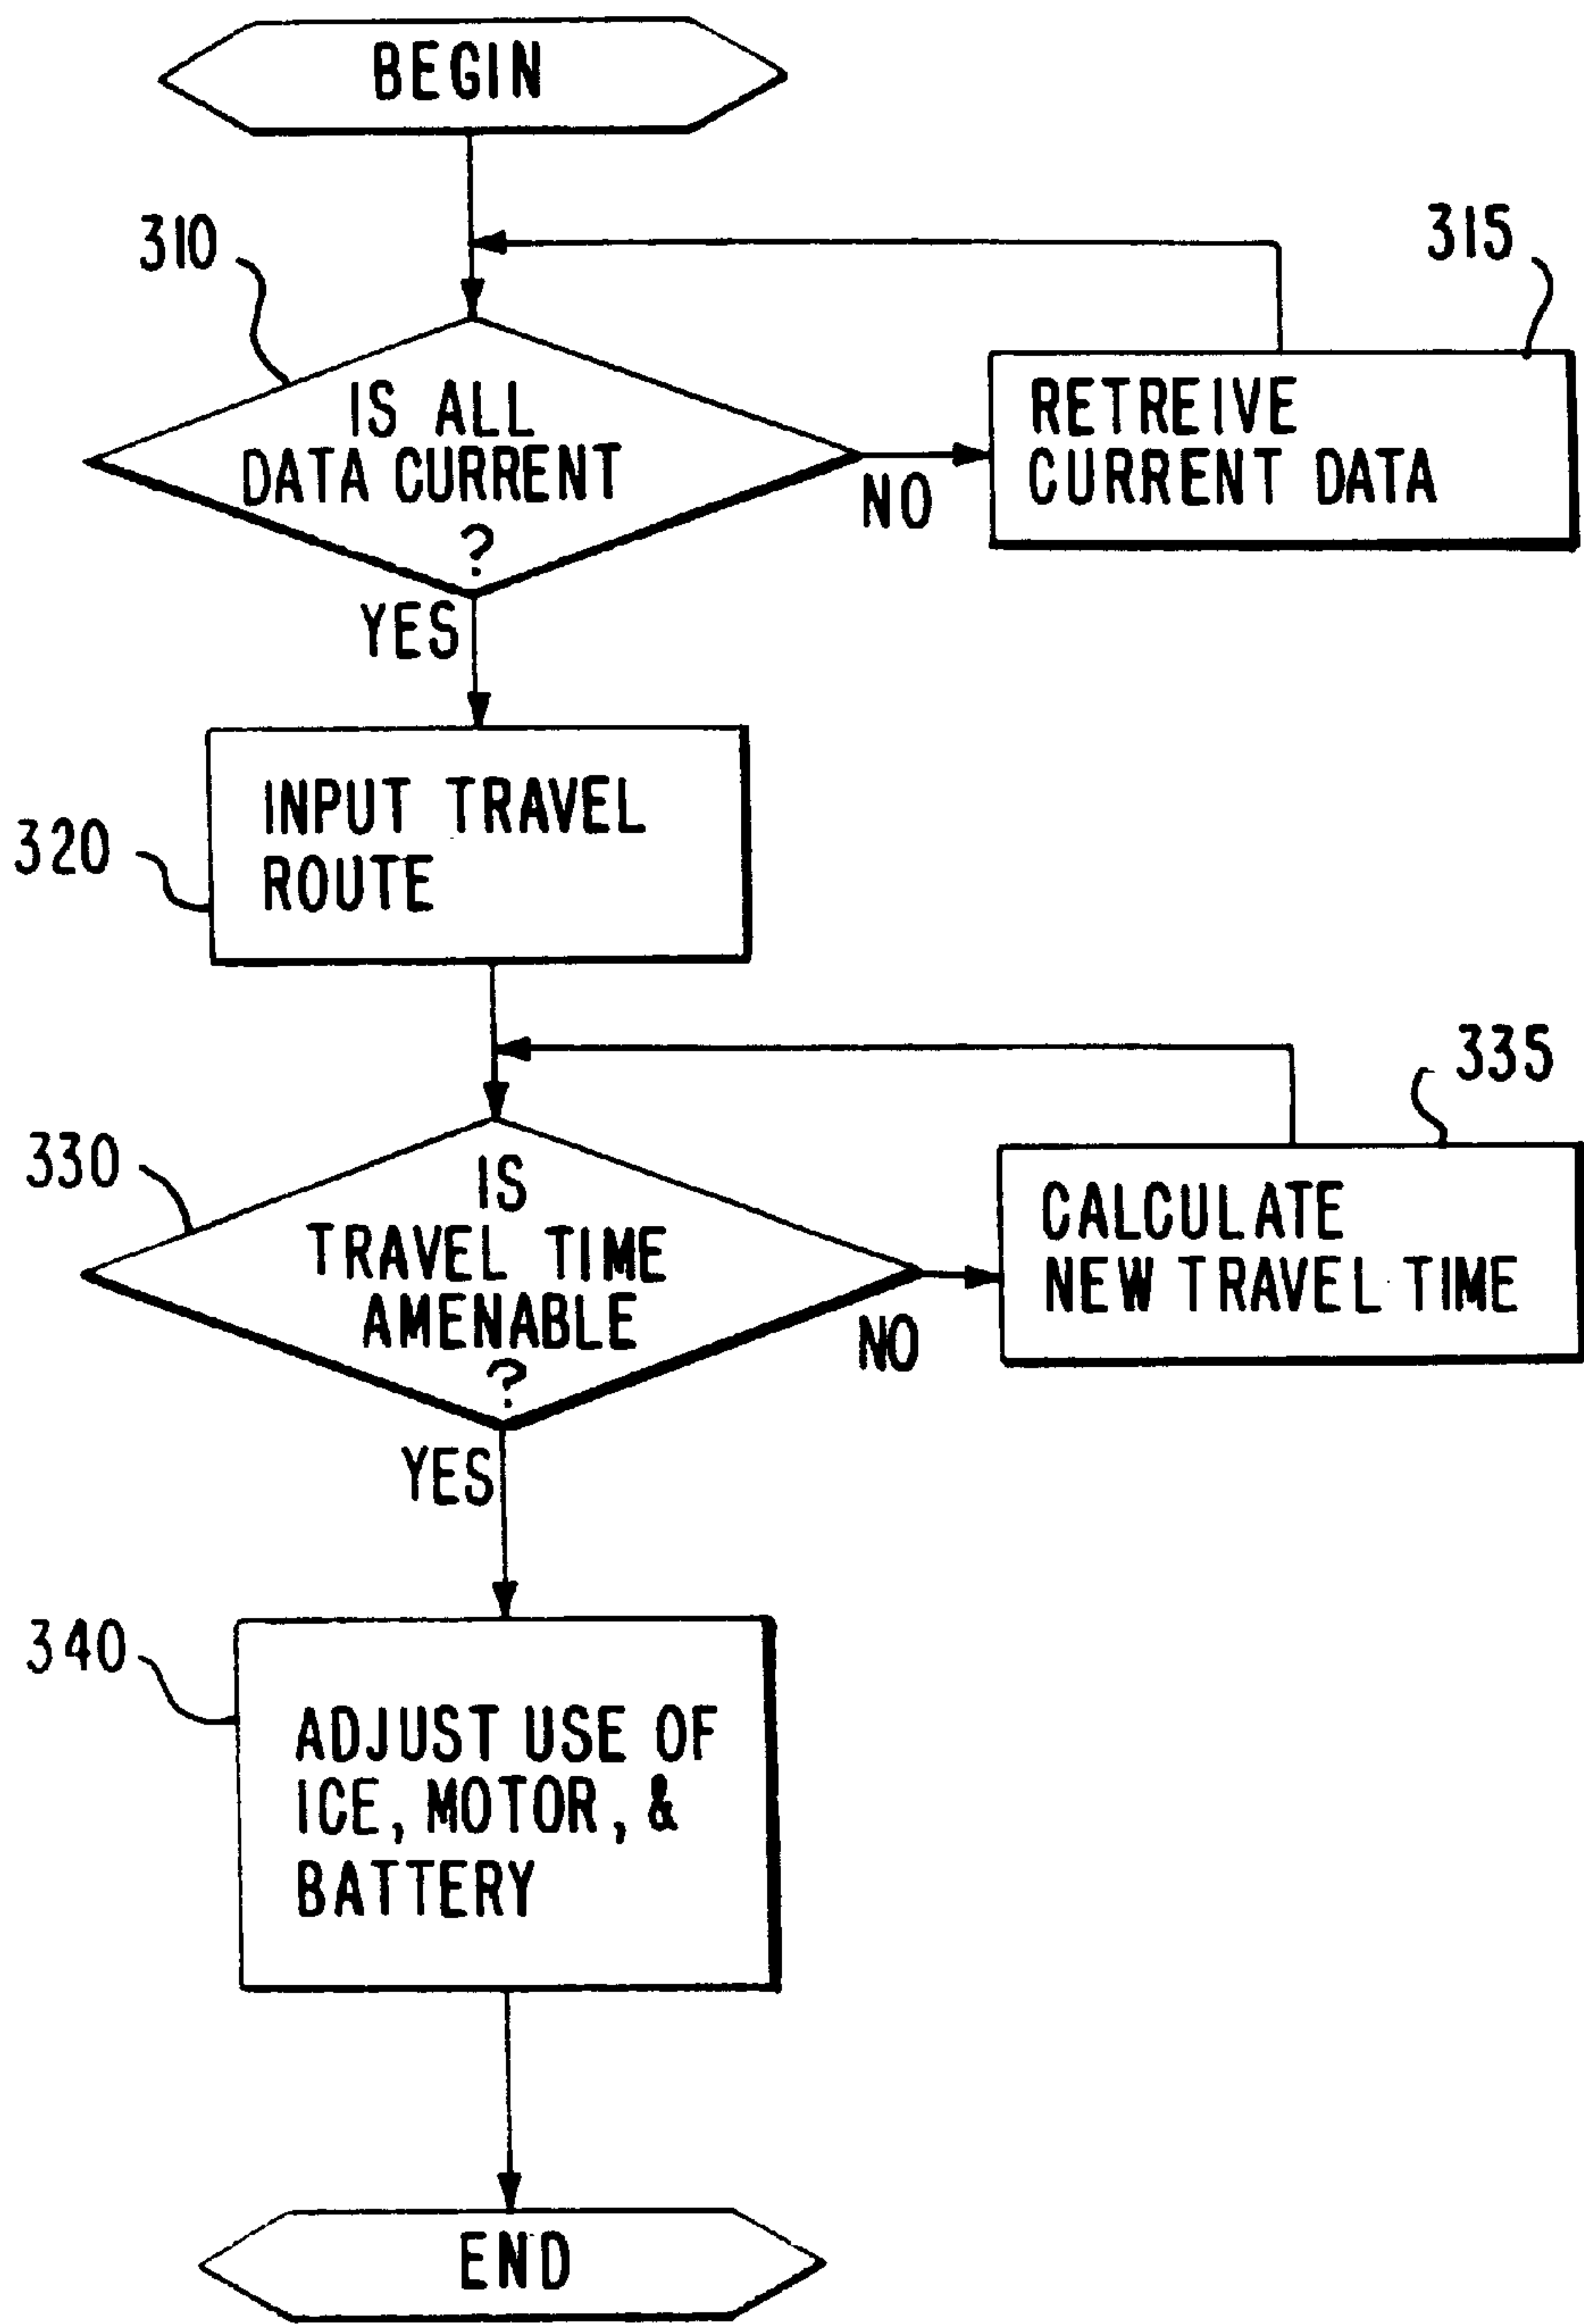 BEGIN
310
315
IS ALL
DATA CURRENT
?
NO
RETREIVE
CURRENT DATA
YES
320
INPUT TRAVEL
ROUTE
335
330
IS
TRAVEL TIME
AMENABLE
?
NO
CALCULATE
NEW TRAVEL TIME
YES
340
ADJUST USE OF
ICE, MOTOR, &
BATTERY
END